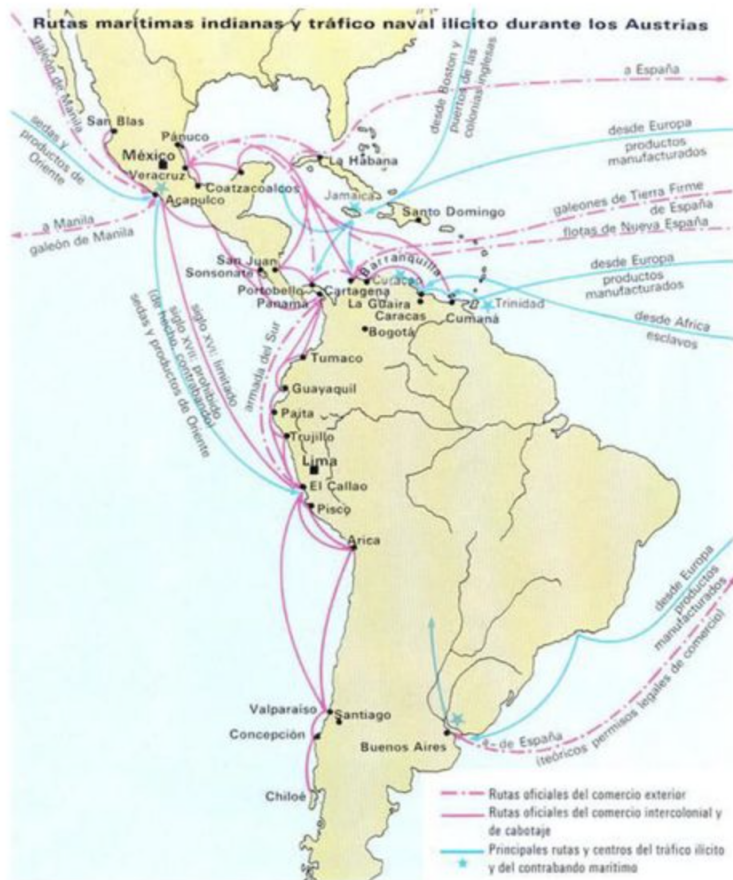 Rutas marítimas indianas y tráfico naval ilícito durante los Austrias
galeón de Manila
sedas y
productos de
Oriente
a Manila
galeón de Manila
desde Boston y
puertos de las
colonias inglesas
a España
desde Europa
productos
manufacturados
galeones de Tierra Firme
de España
flotas de Nueva España
desde Europa
productos
manufacturados
desde Africa
esclavos
San Blas
Pánuco
México
Veracruz
Coatzacoalcos
Acapulco
La Habana
Jamaica
Santo Domingo
San Juan
Sonsonate
Portobello
Panamá
Cartagena
Barranquilla
Curaçao
La Guaira
Caracas
Cumaná
Trinidad
Bogotá
siglo XVI: limitado
siglo XVII: prohibido
(de hecho, contrabando)
sedas y productos de Oriente
armada del Sur
Tumaco
Guayaquil
Paita
Trujillo
Lima
El Callao
Pisco
Arica
Valparaíso
Santiago
Concepción
Chiloé
Buenos Aires
desde Europa
productos
manufacturados
a- de España
(teóricos permisos legales de comercio)
Rutas oficiales del comercio exterior
Rutas oficiales del comercio intercolonial y
de cabotaje
Principales rutas y centros del tráfico ilícito
y del contrabando marítimo